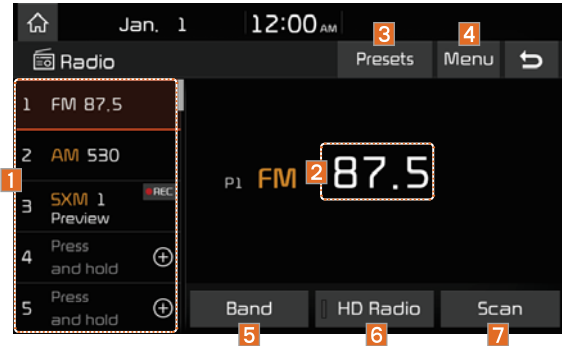 Jan. 1 12:00 AM
3 4
Radio Presets Menu
1 FM 87.5
2 AM 530
REC
3 SXM 1
Preview
1
P1 FM 2 87.5
4 Press
and hold
5 Press
and hold
Band HD Radio Scan
5 6 7